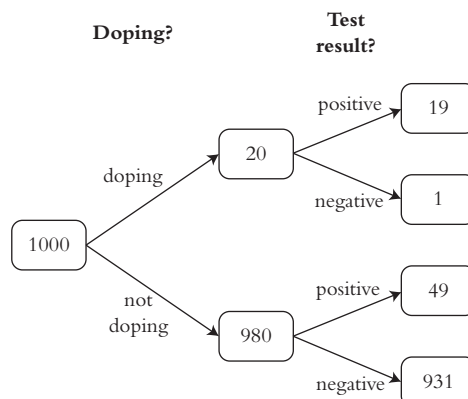 Doping?
Test
result?
1000
doping
not
doping
20
980
positive
negative
positive
negative
19
1
49
931